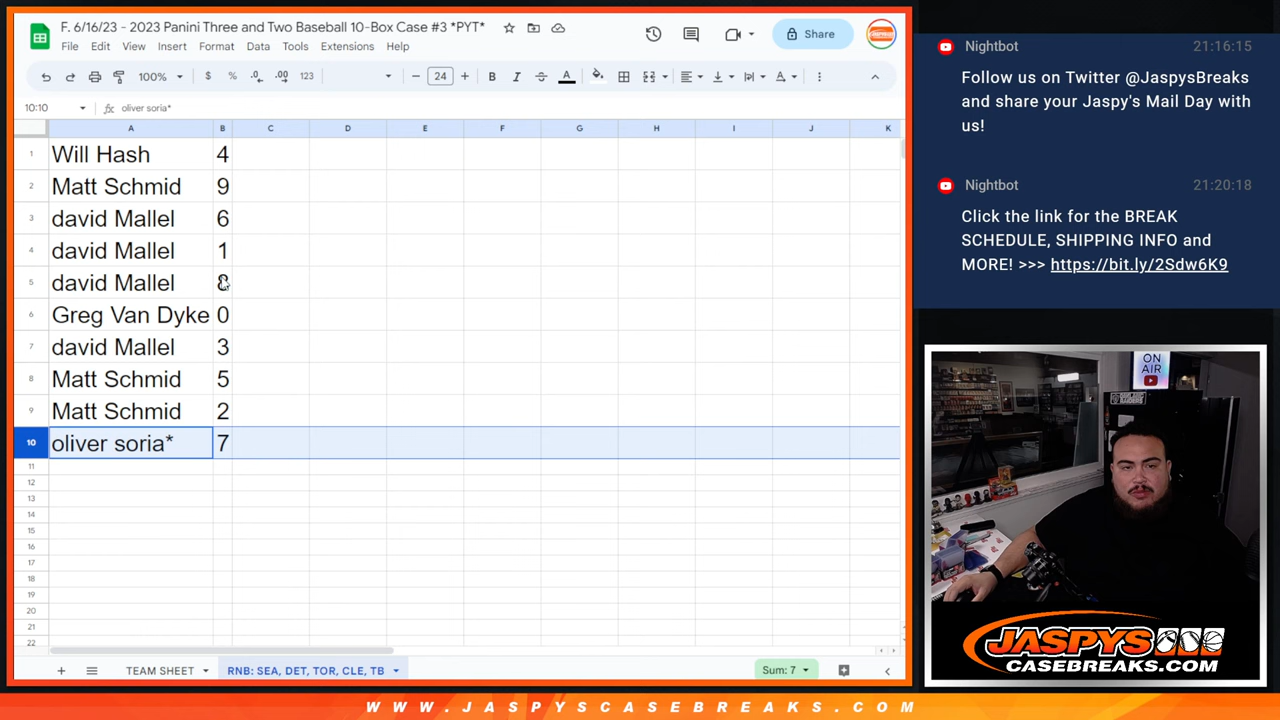 F. 6/16/23 - 2023 Panini Three and Two Baseball 10-Box Case #3 *PYT*
File Edit View Insert Format Data Tools Extensions Help
Share
100% $ % .0 .00 123 24 B I A
10:10 oliver soria*
A B C D E F G H I J K
1 Will Hash 4
2 Matt Schmid 9
3 david Mallel 6
4 david Mallel 1
5 david Mallel 8
6 Greg Van Dyke 0
7 david Mallel 3
8 Matt Schmid 5
9 Matt Schmid 2
10 oliver soria* 7
11
12
13
14
15
16
17
18
19
20
21
22
TEAM SHEET RNB: SEA, DET, TOR, CLE, TB Sum: 7
Nightbot 21:16:15
Follow us on Twitter @JaspysBreaks
and share your Jaspy's Mail Day with
us!
Nightbot 21:20:18
Click the link for the BREAK
SCHEDULE, SHIPPING INFO and
MORE! >>> https://bit.ly/2Sdw6K9
ON
AIR
JASPYS
CASEBREAKS.COM
WWW.JASPYSCASEBREAKS.COM